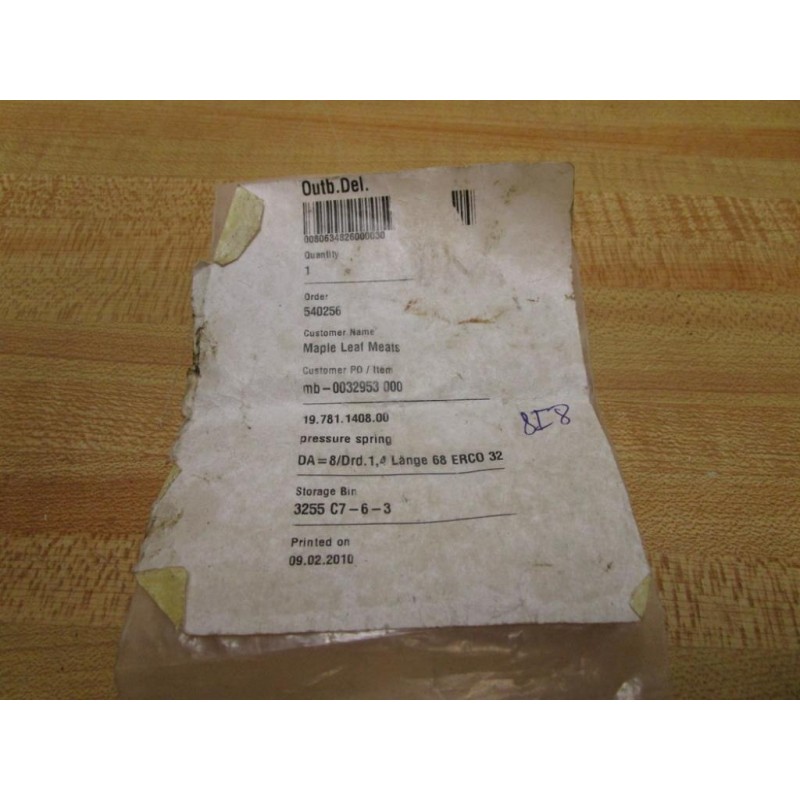 Outb.Del.
0080634826000030
Quantity
1
Order
540256
Customer Name
Maple Leaf Meats
Customer PO / Item
mb-0032953 000
19.781.1408.00
pressure spring
8I8
DA=8/Drd.1,4 Länge 68 ERCO 32
Storage Bin
3255 C7-6-3
Printed on
09.02.2010